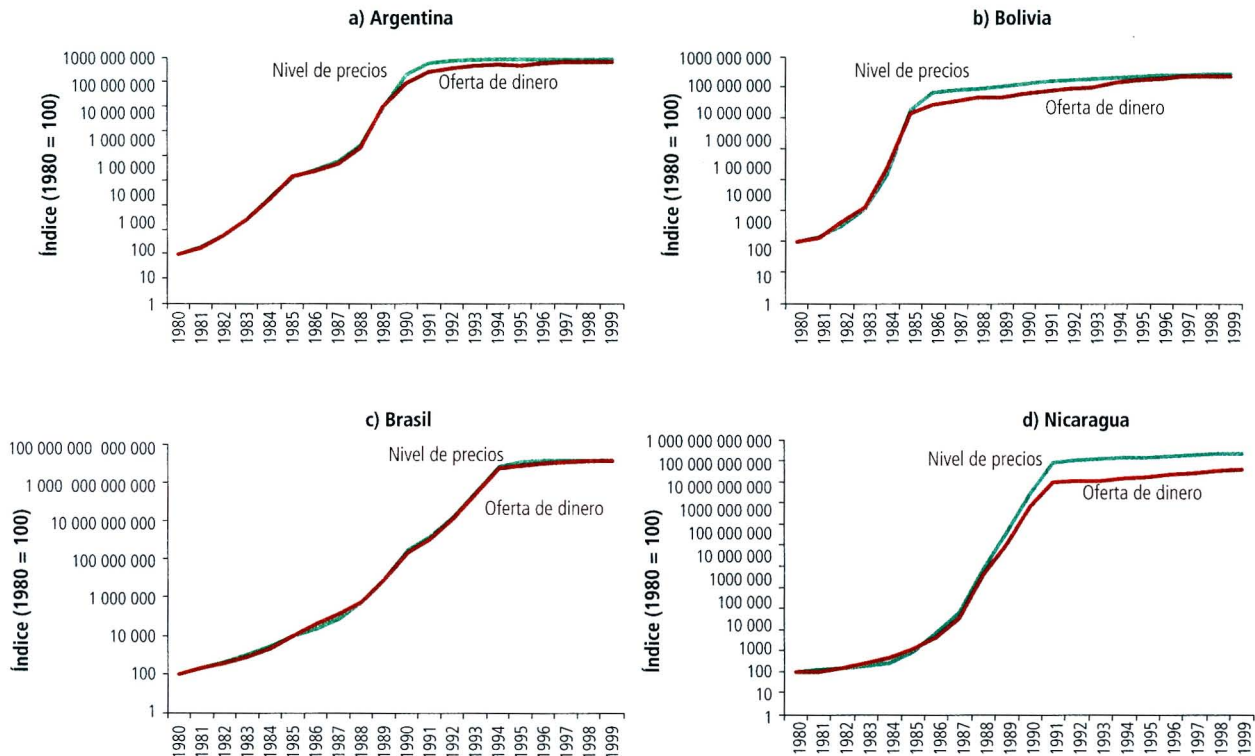 a) Argentina
Índice (1980 = 100)
1000 000 000
100 000 000
10 000 000
1 000 000
1 00 000
10 000
1 000
100
10
1
Nivel de precios
Oferta de dinero
1980 1981 1982 1983 1984 1985 1986 1987 1988 1989 1990 1991 1992 1993 1994 1995 1996 1997 1998 1999
b) Bolivia
Índice (1980 = 100)
1000 000 000
100 000 000
10 000 000
1 00 000
10 000
1 000
100
10
1
Nivel de precios
Oferta de dinero
1980 1981 1982 1983 1984 1985 1986 1987 1988 1989 1990 1991 1992 1993 1994 1995 1996 1997 1998 1999
c) Brasil
Índice (1980 = 100)
100 000 000 000 000
1 000 000 000 000
10 000 000 000
100 000 000
1 000 000
10 000
100
1
Nivel de precios
Oferta de dinero
1980 1981 1982 1983 1984 1985 1986 1987 1988 1989 1990 1991 1992 1993 1994 1995 1996 1997 1998 1999
d) Nicaragua
Índice (1980 = 100)
1 000 000 000 000
100 000 000 000
10 000 000 000
1 000 000 000
100 000 000
10 000 000
1000 000
100 000
10 000
1000
100
10
1
Nivel de precios
Oferta de dinero
1980 1981 1982 1983 1984 1985 1986 1987 1988 1989 1990 1991 1992 1993 1994 1995 1996 1997 1998 1999